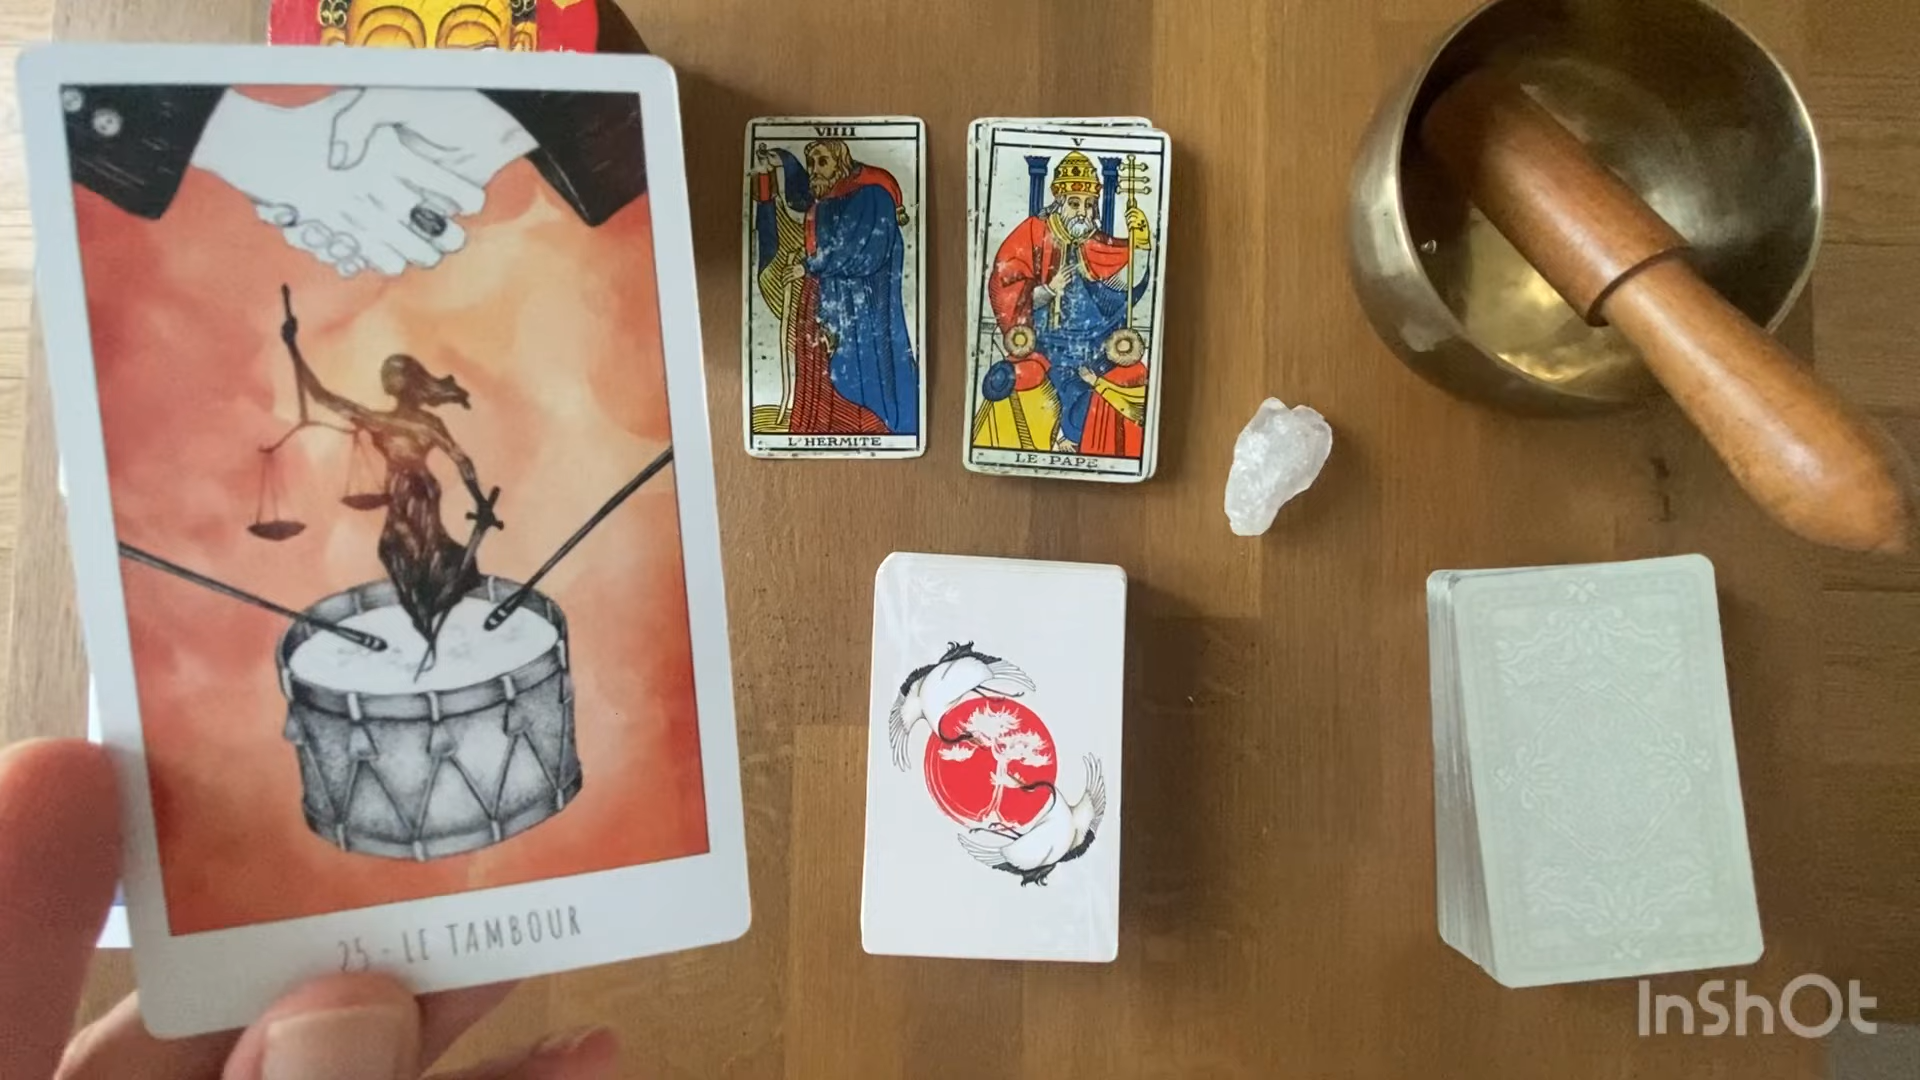 VIIII
V
L'HERMITE
LE·PAPE
25 - LE TAMBOUR
InShOt